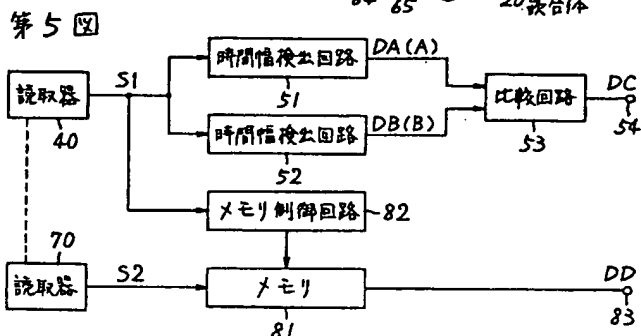 65 20 嵌合体
第5図
時間幅検出回路 DA(A)
51
読取器 S1
40
比較回路 DC
53 54
時間幅検出回路 DB(B)
52
メモリ制御回路 82
70
読取器 S2
メモリ DD
81 83